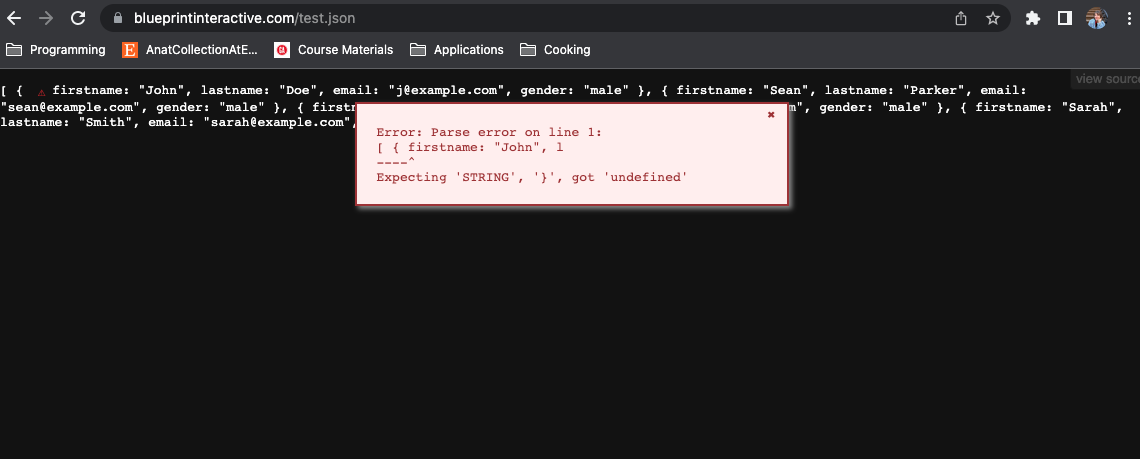 blueprintinteractive.com/test.json
Programming
E AnatCollectionAtE...
Course Materials
Applications
Cooking
view source
[ { firstname: "John", lastname: "Doe", email: "j@example.com", gender: "male" }, { firstname: "Sean", lastname: "Parker", email:
"sean@example.com", gender: "male" }, { firstn m", gender: "male" }, { firstname: "Sarah",
lastname: "Smith", email: "sarah@example.com",
Error: Parse error on line 1:
[ { firstname: "John", l
----^
Expecting 'STRING', '}', got 'undefined'